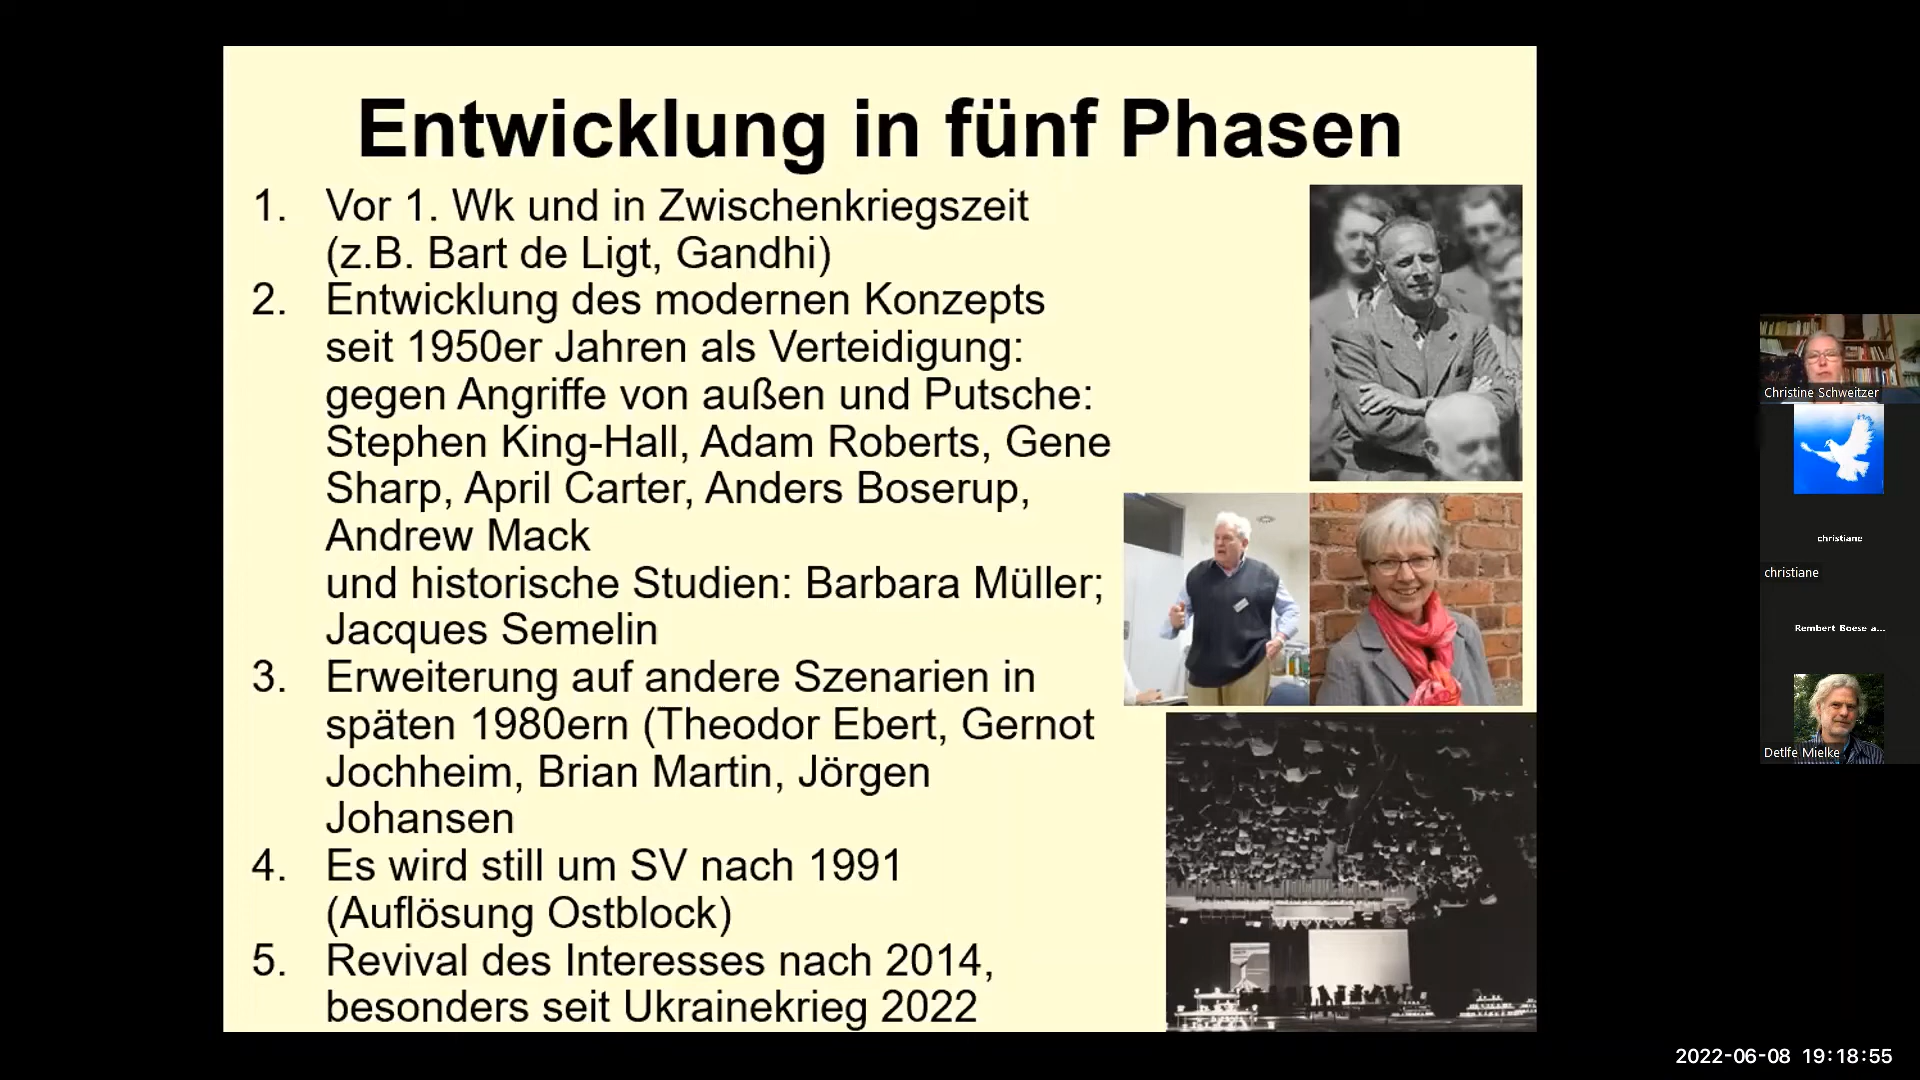 Entwicklung in fünf Phasen
1. Vor 1. Wk und in Zwischenkriegszeit
(z.B. Bart de Ligt, Gandhi)
2. Entwicklung des modernen Konzepts
seit 1950er Jahren als Verteidigung:
gegen Angriffe von außen und Putsche:
Stephen King-Hall, Adam Roberts, Gene
Sharp, April Carter, Anders Boserup,
Andrew Mack
und historische Studien: Barbara Müller;
Jacques Semelin
3. Erweiterung auf andere Szenarien in
späten 1980ern (Theodor Ebert, Gernot
Jochheim, Brian Martin, Jörgen
Johansen
4. Es wird still um SV nach 1991
(Auflösung Ostblock)
5. Revival des Interesses nach 2014,
besonders seit Ukrainekrieg 2022
Christine Schweitzer
christiane
christiane
Rembert Boese a...
Detlfe Mielke
2022-06-08 19:18:55